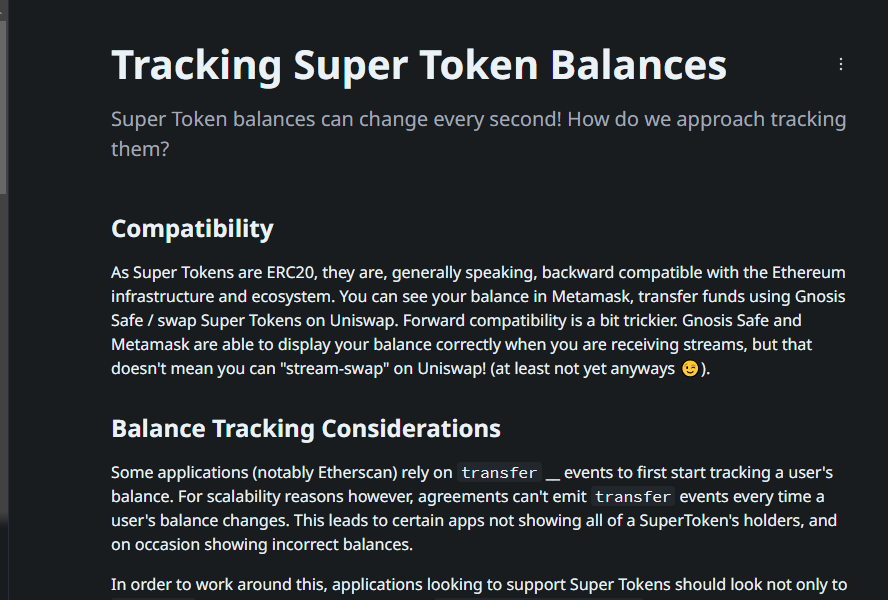 Tracking Super Token Balances
Super Token balances can change every second! How do we approach tracking
them?
Compatibility
As Super Tokens are ERC20, they are, generally speaking, backward compatible with the Ethereum
infrastructure and ecosystem. You can see your balance in Metamask, transfer funds using Gnosis
Safe / swap Super Tokens on Uniswap. Forward compatibility is a bit trickier. Gnosis Safe and
Metamask are able to display your balance correctly when you are receiving streams, but that
doesn't mean you can "stream-swap" on Uniswap! (at least not yet anyways 😉).
Balance Tracking Considerations
Some applications (notably Etherscan) rely on transfer __ events to first start tracking a user's
balance. For scalability reasons however, agreements can't emit transfer events every time a
user's balance changes. This leads to certain apps not showing all of a SuperToken's holders, and
on occasion showing incorrect balances.
In order to work around this, applications looking to support Super Tokens should look not only to